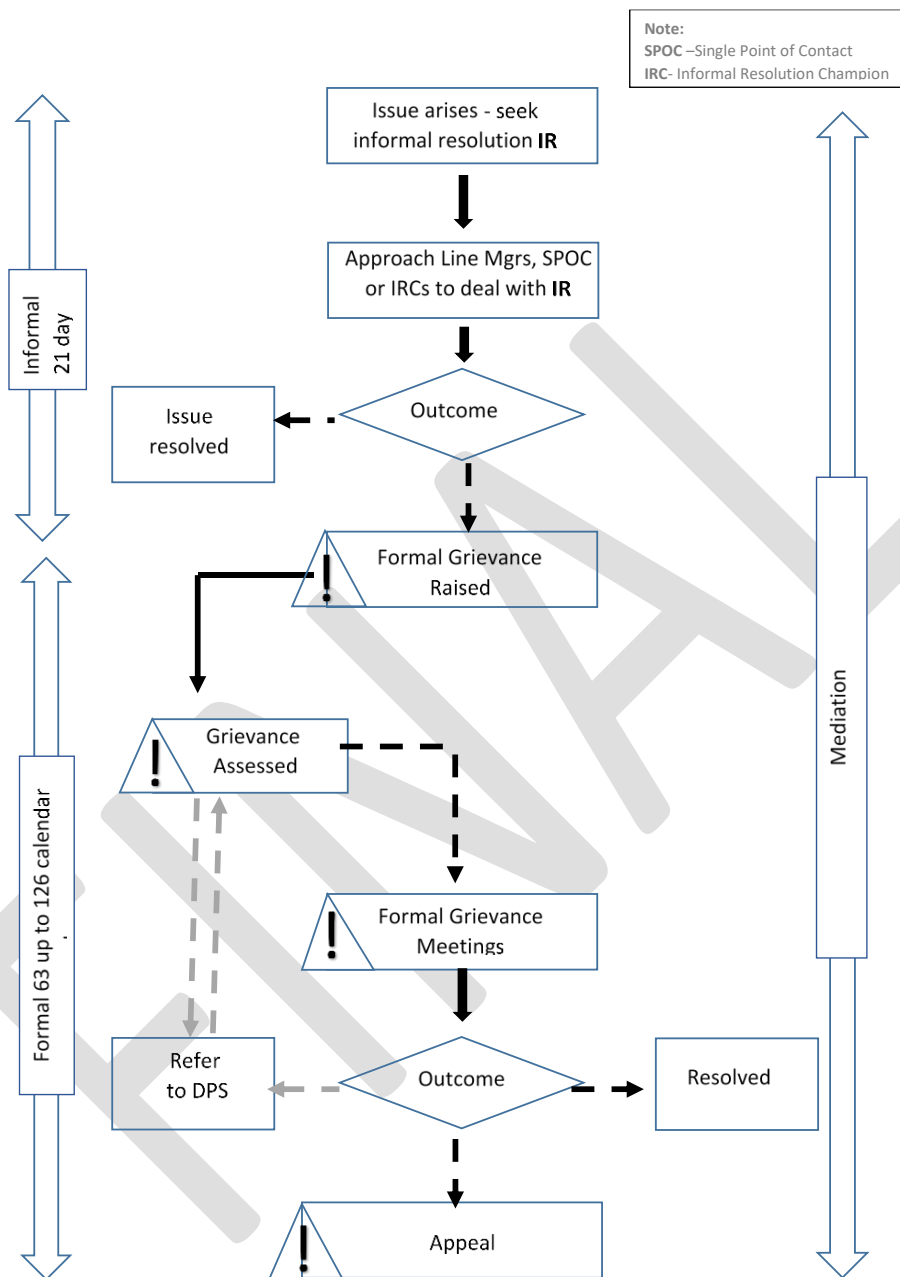 Note:
SPOC –Single Point of Contact
IRC- Informal Resolution Champion
Issue arises - seek
informal resolution IR
Approach Line Mgrs, SPOC
or IRCs to deal with IR
Informal
21 day
Outcome
Issue
resolved
Formal Grievance
Raised
!
Mediation
Grievance
Assessed
!
Formal 63 up to 126 calendar
Formal Grievance
Meetings
!
Refer
to DPS
Outcome
Resolved
Appeal
!
FINAL